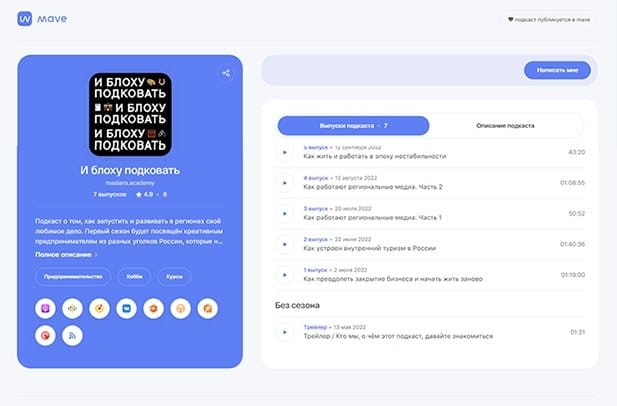 mave
подкаст публикуется в mave
И БЛОХУ
ПОДКОВАТЬ
И БЛОХУ
ПОДКОВАТЬ
И БЛОХУ
ПОДКОВАТЬ
И блоху подковать
mastera.academy
7 выпусков ★ 4.9 • 8
Подкаст о том, как запустить и развивать в регионах своё
любимое дело. Первый сезон будет посвящён креативным
предпринимателям из разных уголков России, которые н...
Полное описание ›
Предпринимательство
Хобби
Курсы
Написать мне
Выпуски подкаста • 7
Описание подкаста
5 выпуск • 12 сентября 2022
Как жить и работать в эпоху нестабильности
43:20
4 выпуск • 12 августа 2022
Как работают региональные медиа. Часть 2
01:08:55
3 выпуск • 20 июля 2022
Как работают региональные медиа. Часть 1
50:52
2 выпуск • 22 июня 2022
Как устроен внутренний туризм в России
01:40:36
1 выпуск • 2 июня 2022
Как преодолеть закрытие бизнеса и начать жить заново
01:19:00
Без сезона
Трейлер • 13 мая 2022
Трейлер / Кто мы, о чём этот подкаст, давайте знакомиться
01:21